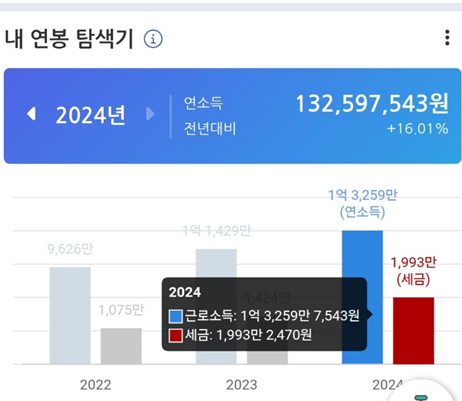 내 연봉 탐색기
2024년
연소득
132,597,543원
전년대비
+16.01%
1억 3,259만
(연소득)
1억 1,429만
9,626만
1,993만
(세금)
1,075만
1,424만
2024
근로소득: 1억 3,259만 7,543원
세금: 1,993만 2,470원
2022
2023
2024